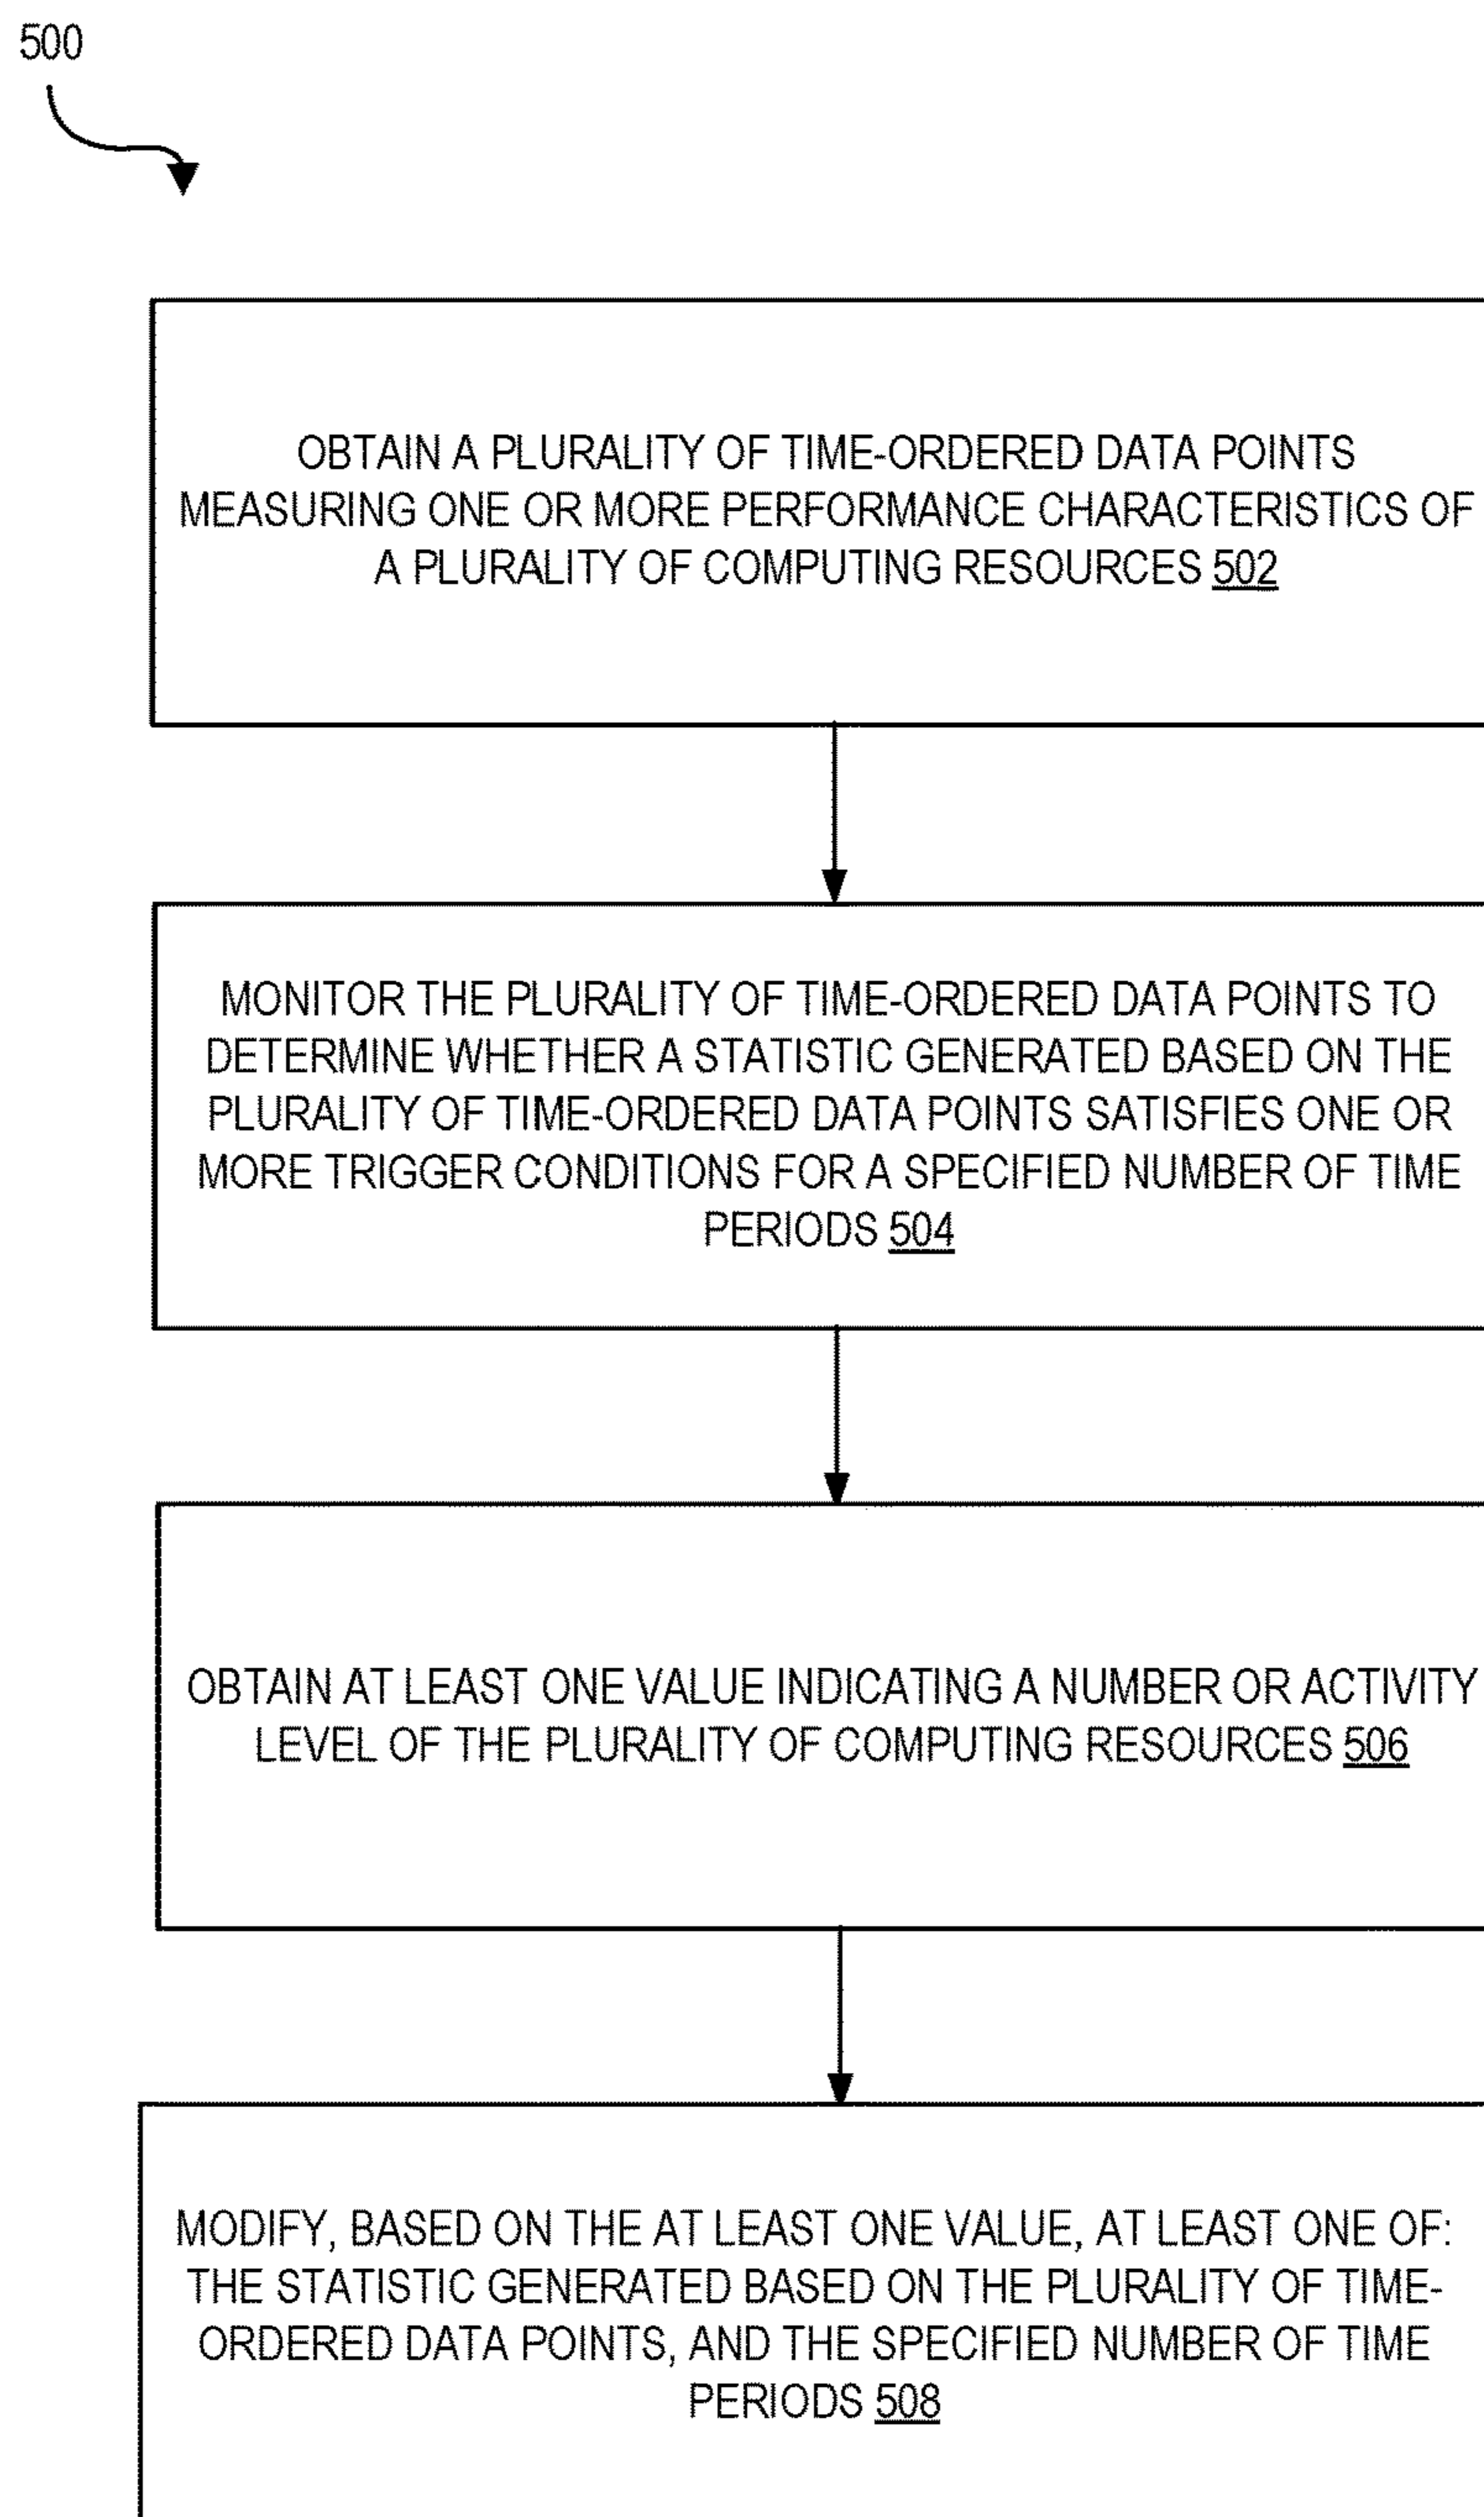 500
OBTAIN A PLURALITY OF TIME-ORDERED DATA POINTS
MEASURING ONE OR MORE PERFORMANCE CHARACTERISTICS OF
A PLURALITY OF COMPUTING RESOURCES 502
MONITOR THE PLURALITY OF TIME-ORDERED DATA POINTS TO
DETERMINE WHETHER A STATISTIC GENERATED BASED ON THE
PLURALITY OF TIME-ORDERED DATA POINTS SATISFIES ONE OR
MORE TRIGGER CONDITIONS FOR A SPECIFIED NUMBER OF TIME
PERIODS 504
OBTAIN AT LEAST ONE VALUE INDICATING A NUMBER OR ACTIVITY
LEVEL OF THE PLURALITY OF COMPUTING RESOURCES 506
MODIFY, BASED ON THE AT LEAST ONE VALUE, AT LEAST ONE OF:
THE STATISTIC GENERATED BASED ON THE PLURALITY OF TIME-
ORDERED DATA POINTS, AND THE SPECIFIED NUMBER OF TIME
PERIODS 508